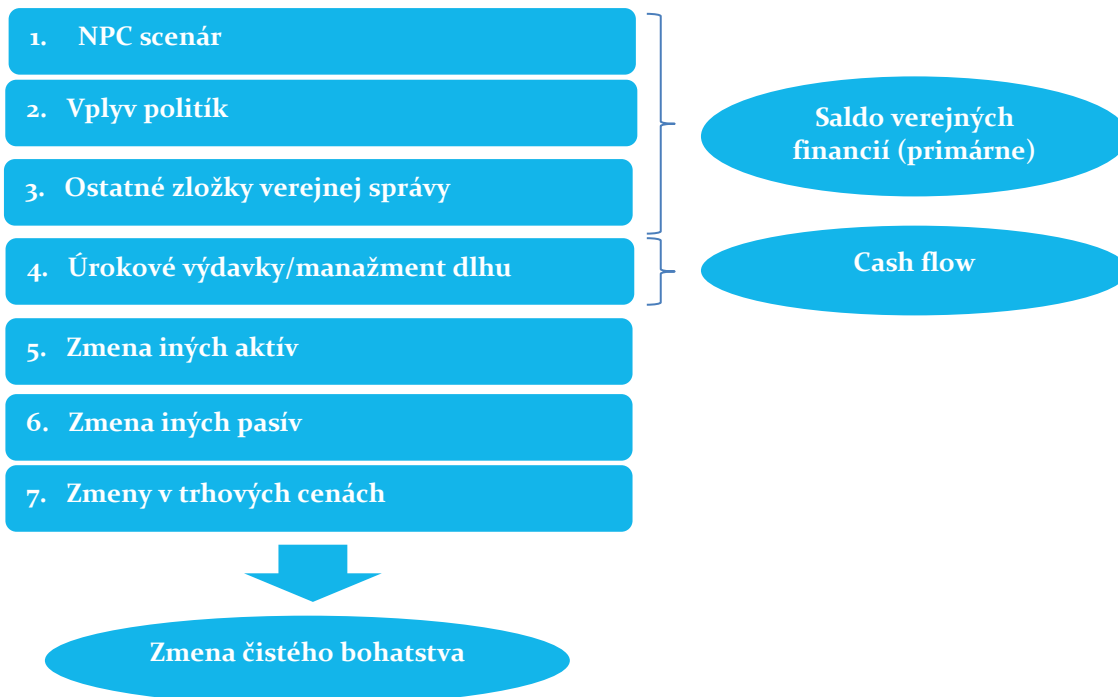 1. NPC scenár
2. Vplyv politík
3. Ostatné zložky verejnej správy
4. Úrokové výdavky/manažment dlhu
5. Zmena iných aktív
6. Zmena iných pasív
7. Zmeny v trhových cenách
Saldo verejných
financií (primárne)
Cash flow
Zmena čistého bohatstva